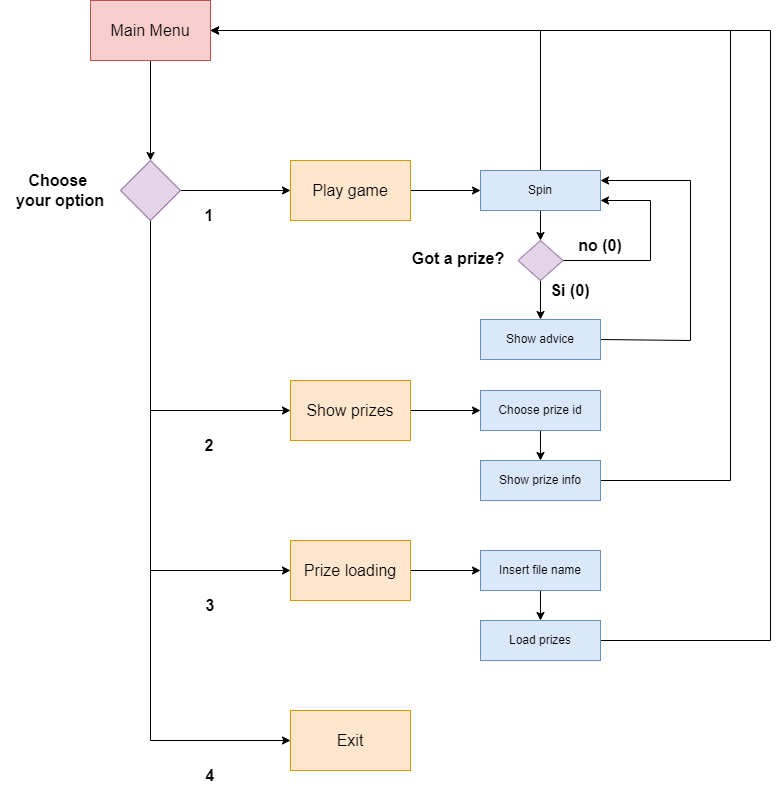 Main Menu
Choose
your option
1
Play game
Spin
Got a prize?
no (0)
Si (0)
Show advice
2
Show prizes
Choose prize id
Show prize info
3
Prize loading
Insert file name
Load prizes
4
Exit